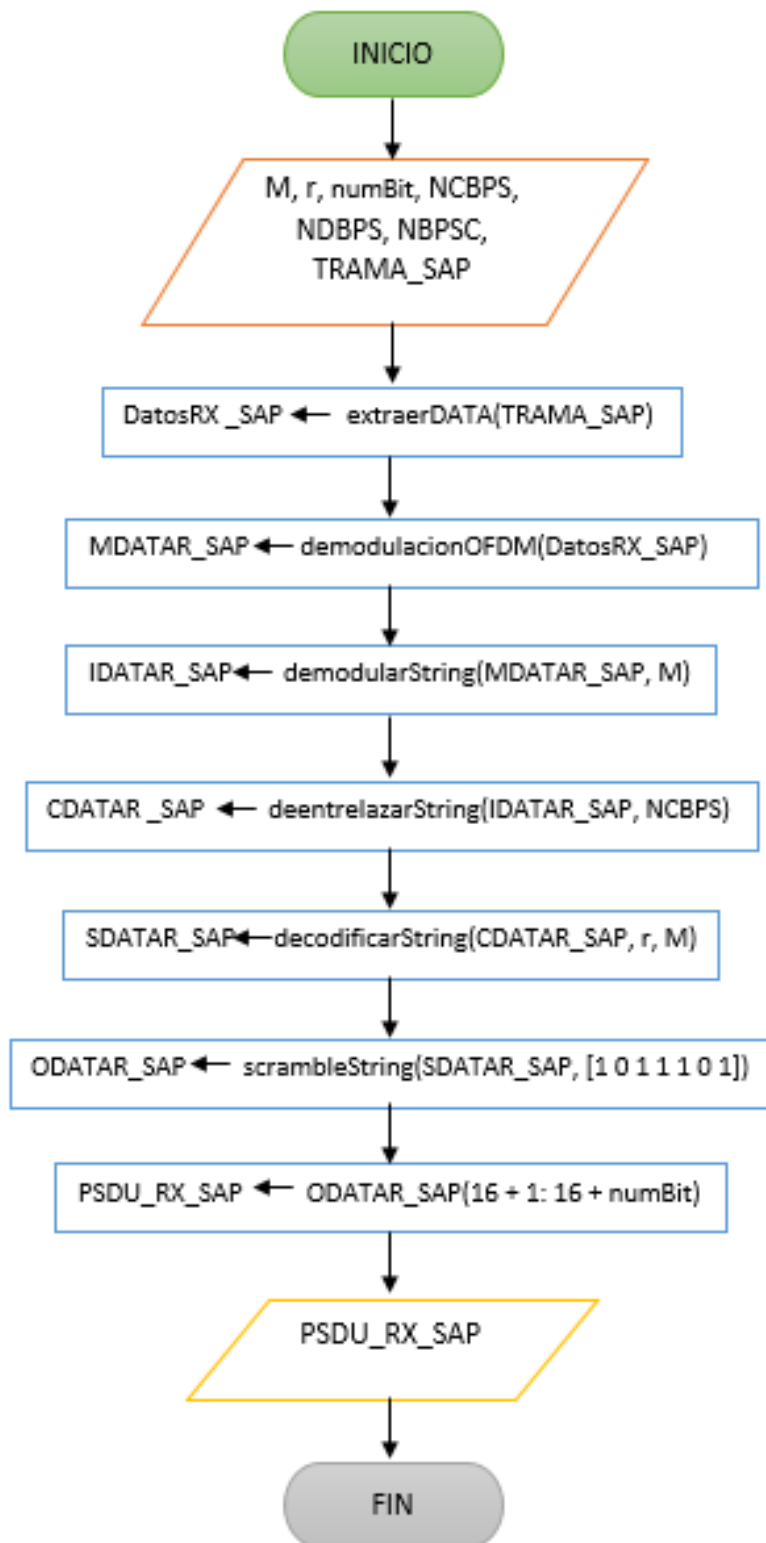 INICIO
M, r, numBit, NCBPS,
NDBPS, NBPSC,
TRAMA_SAP
DatosRX _SAP ← extraerDATA(TRAMA_SAP)
MDATAR_SAP ← demodulacionOFDM(DatosRX_SAP)
IDATAR_SAP ← demodularString(MDATAR_SAP, M)
CDATAR _SAP ← deentrelazarString(IDATAR_SAP, NCBPS)
SDATAR_SAP ← decodificarString(CDATAR_SAP, r, M)
ODATAR_SAP ← scrambleString(SDATAR_SAP, [1 0 1 1 1 0 1])
PSDU_RX_SAP ← ODATAR_SAP(16 + 1: 16 + numBit)
PSDU_RX_SAP
FIN